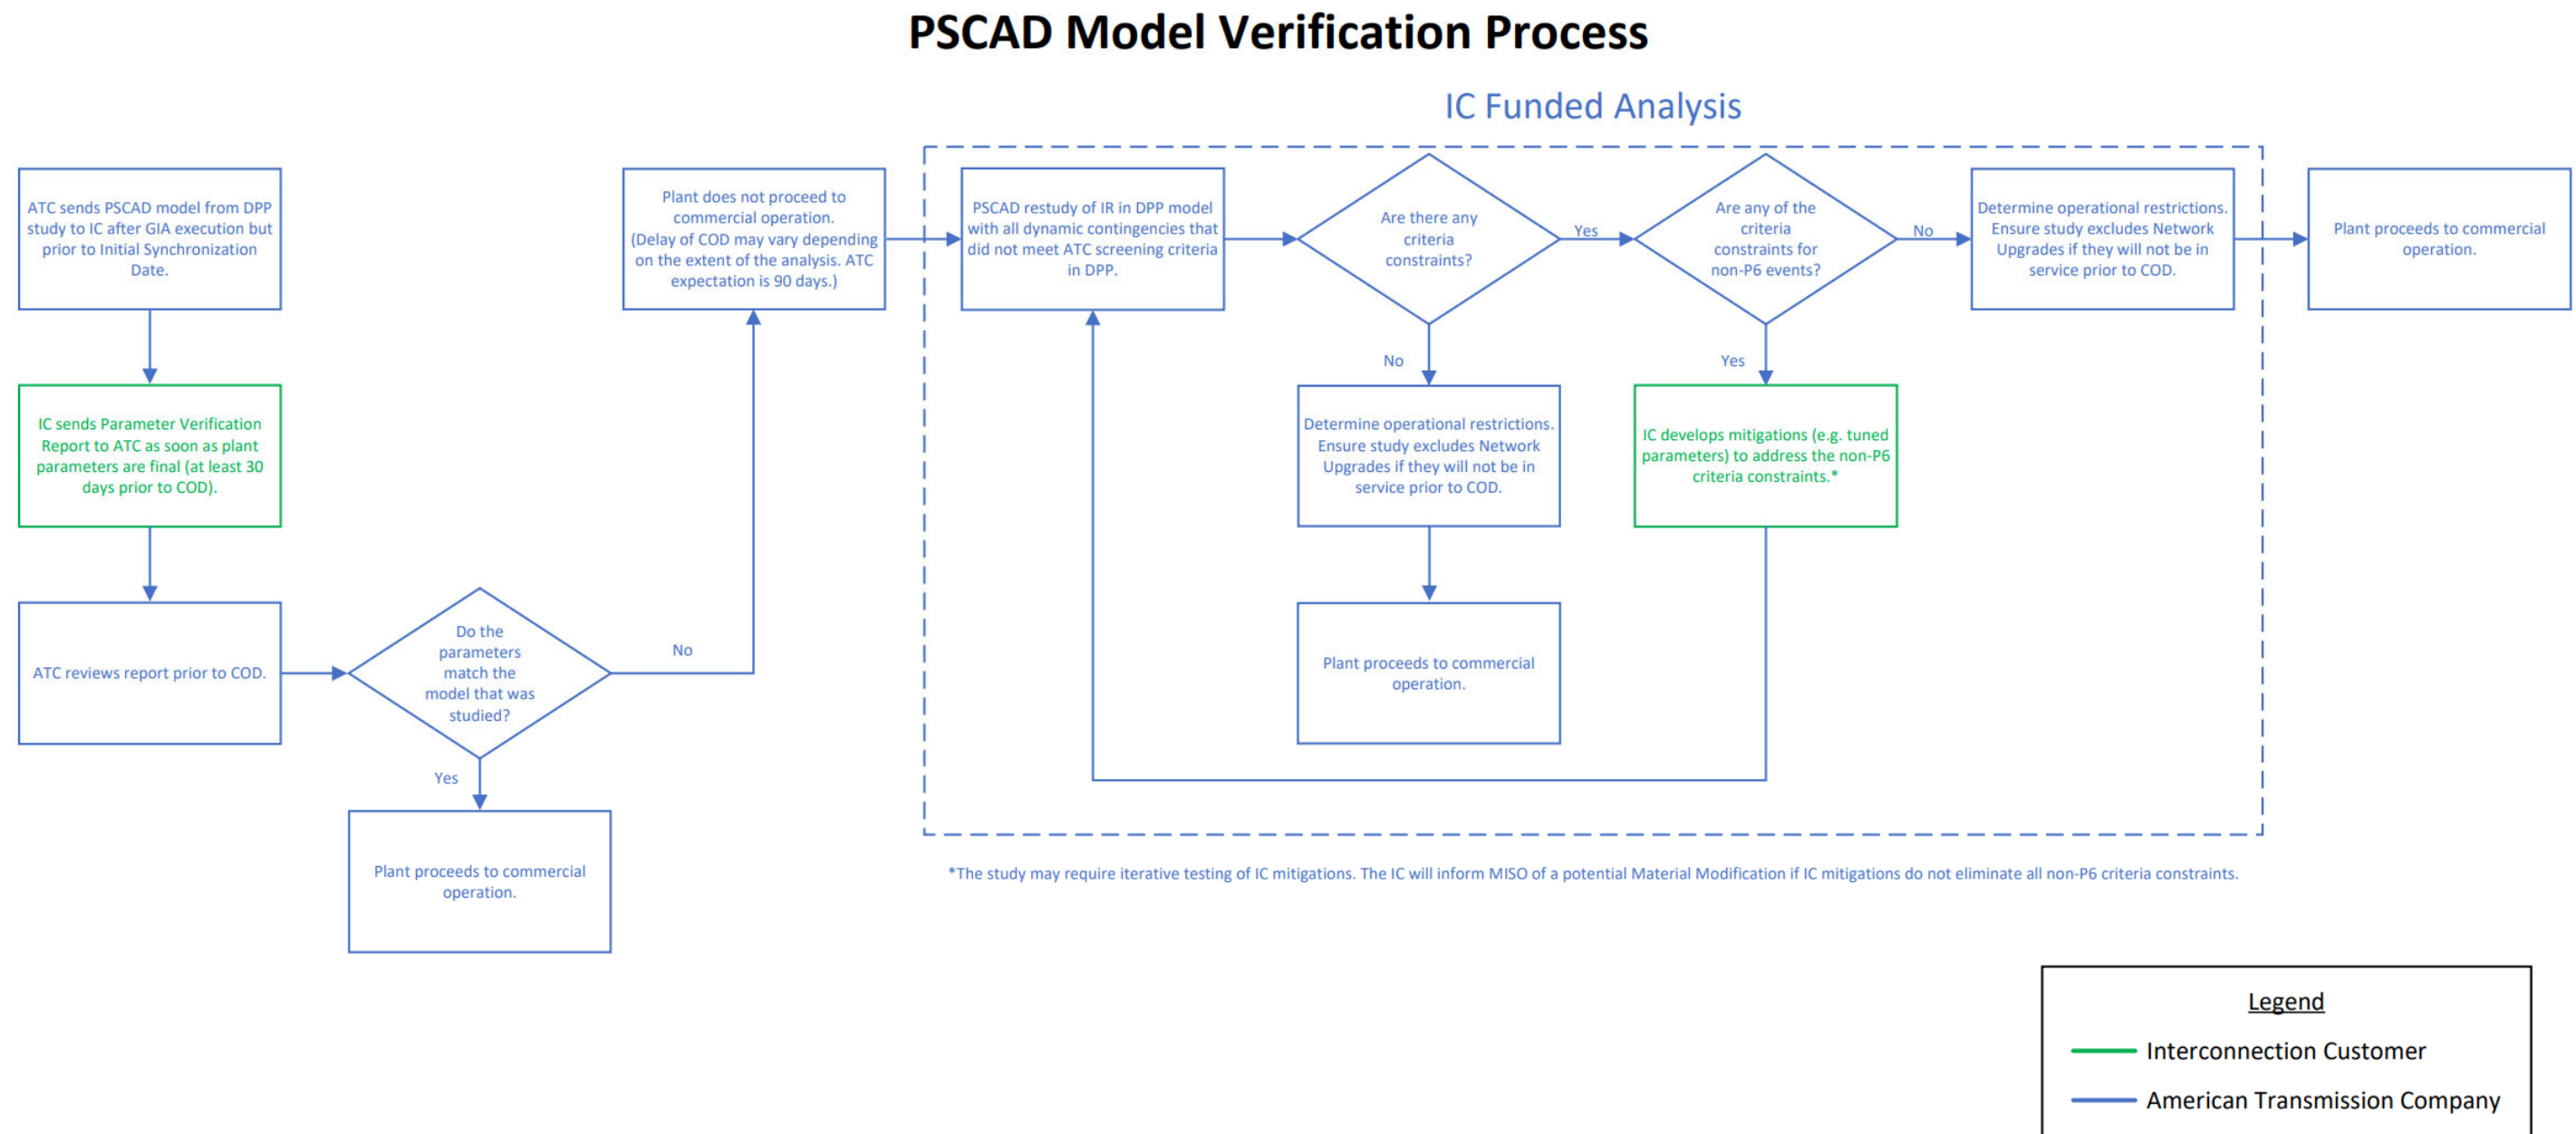 PSCAD Model Verification Process
IC Funded Analysis
ATC sends PSCAD model from DPP
study to IC after GIA execution but
prior to Initial Synchronization
Date.
IC sends Parameter Verification
Report to ATC as soon as plant
parameters are final (at least 30
days prior to COD).
ATC reviews report prior to COD.
Do the
parameters
match the
model that was
studied?
No
Yes
Plant proceeds to commercial
operation.
Plant does not proceed to
commercial operation.
(Delay of COD may vary depending
on the extent of the analysis. ATC
expectation is 90 days.)
PSCAD restudy of IR in DPP model
with all dynamic contingencies that
did not meet ATC screening criteria
in DPP.
Are there any
criteria
constraints?
Yes
No
Determine operational restrictions.
Ensure study excludes Network
Upgrades if they will not be in
service prior to COD.
Plant proceeds to commercial
operation.
Are any of the
criteria
constraints for
non-P6 events?
No
Yes
IC develops mitigations (e.g. tuned
parameters) to address the non-P6
criteria constraints.*
Determine operational restrictions.
Ensure study excludes Network
Upgrades if they will not be in
service prior to COD.
Plant proceeds to commercial
operation.
*The study may require iterative testing of IC mitigations. The IC will inform MISO of a potential Material Modification if IC mitigations do not eliminate all non-P6 criteria constraints.
Legend
Interconnection Customer
American Transmission Company